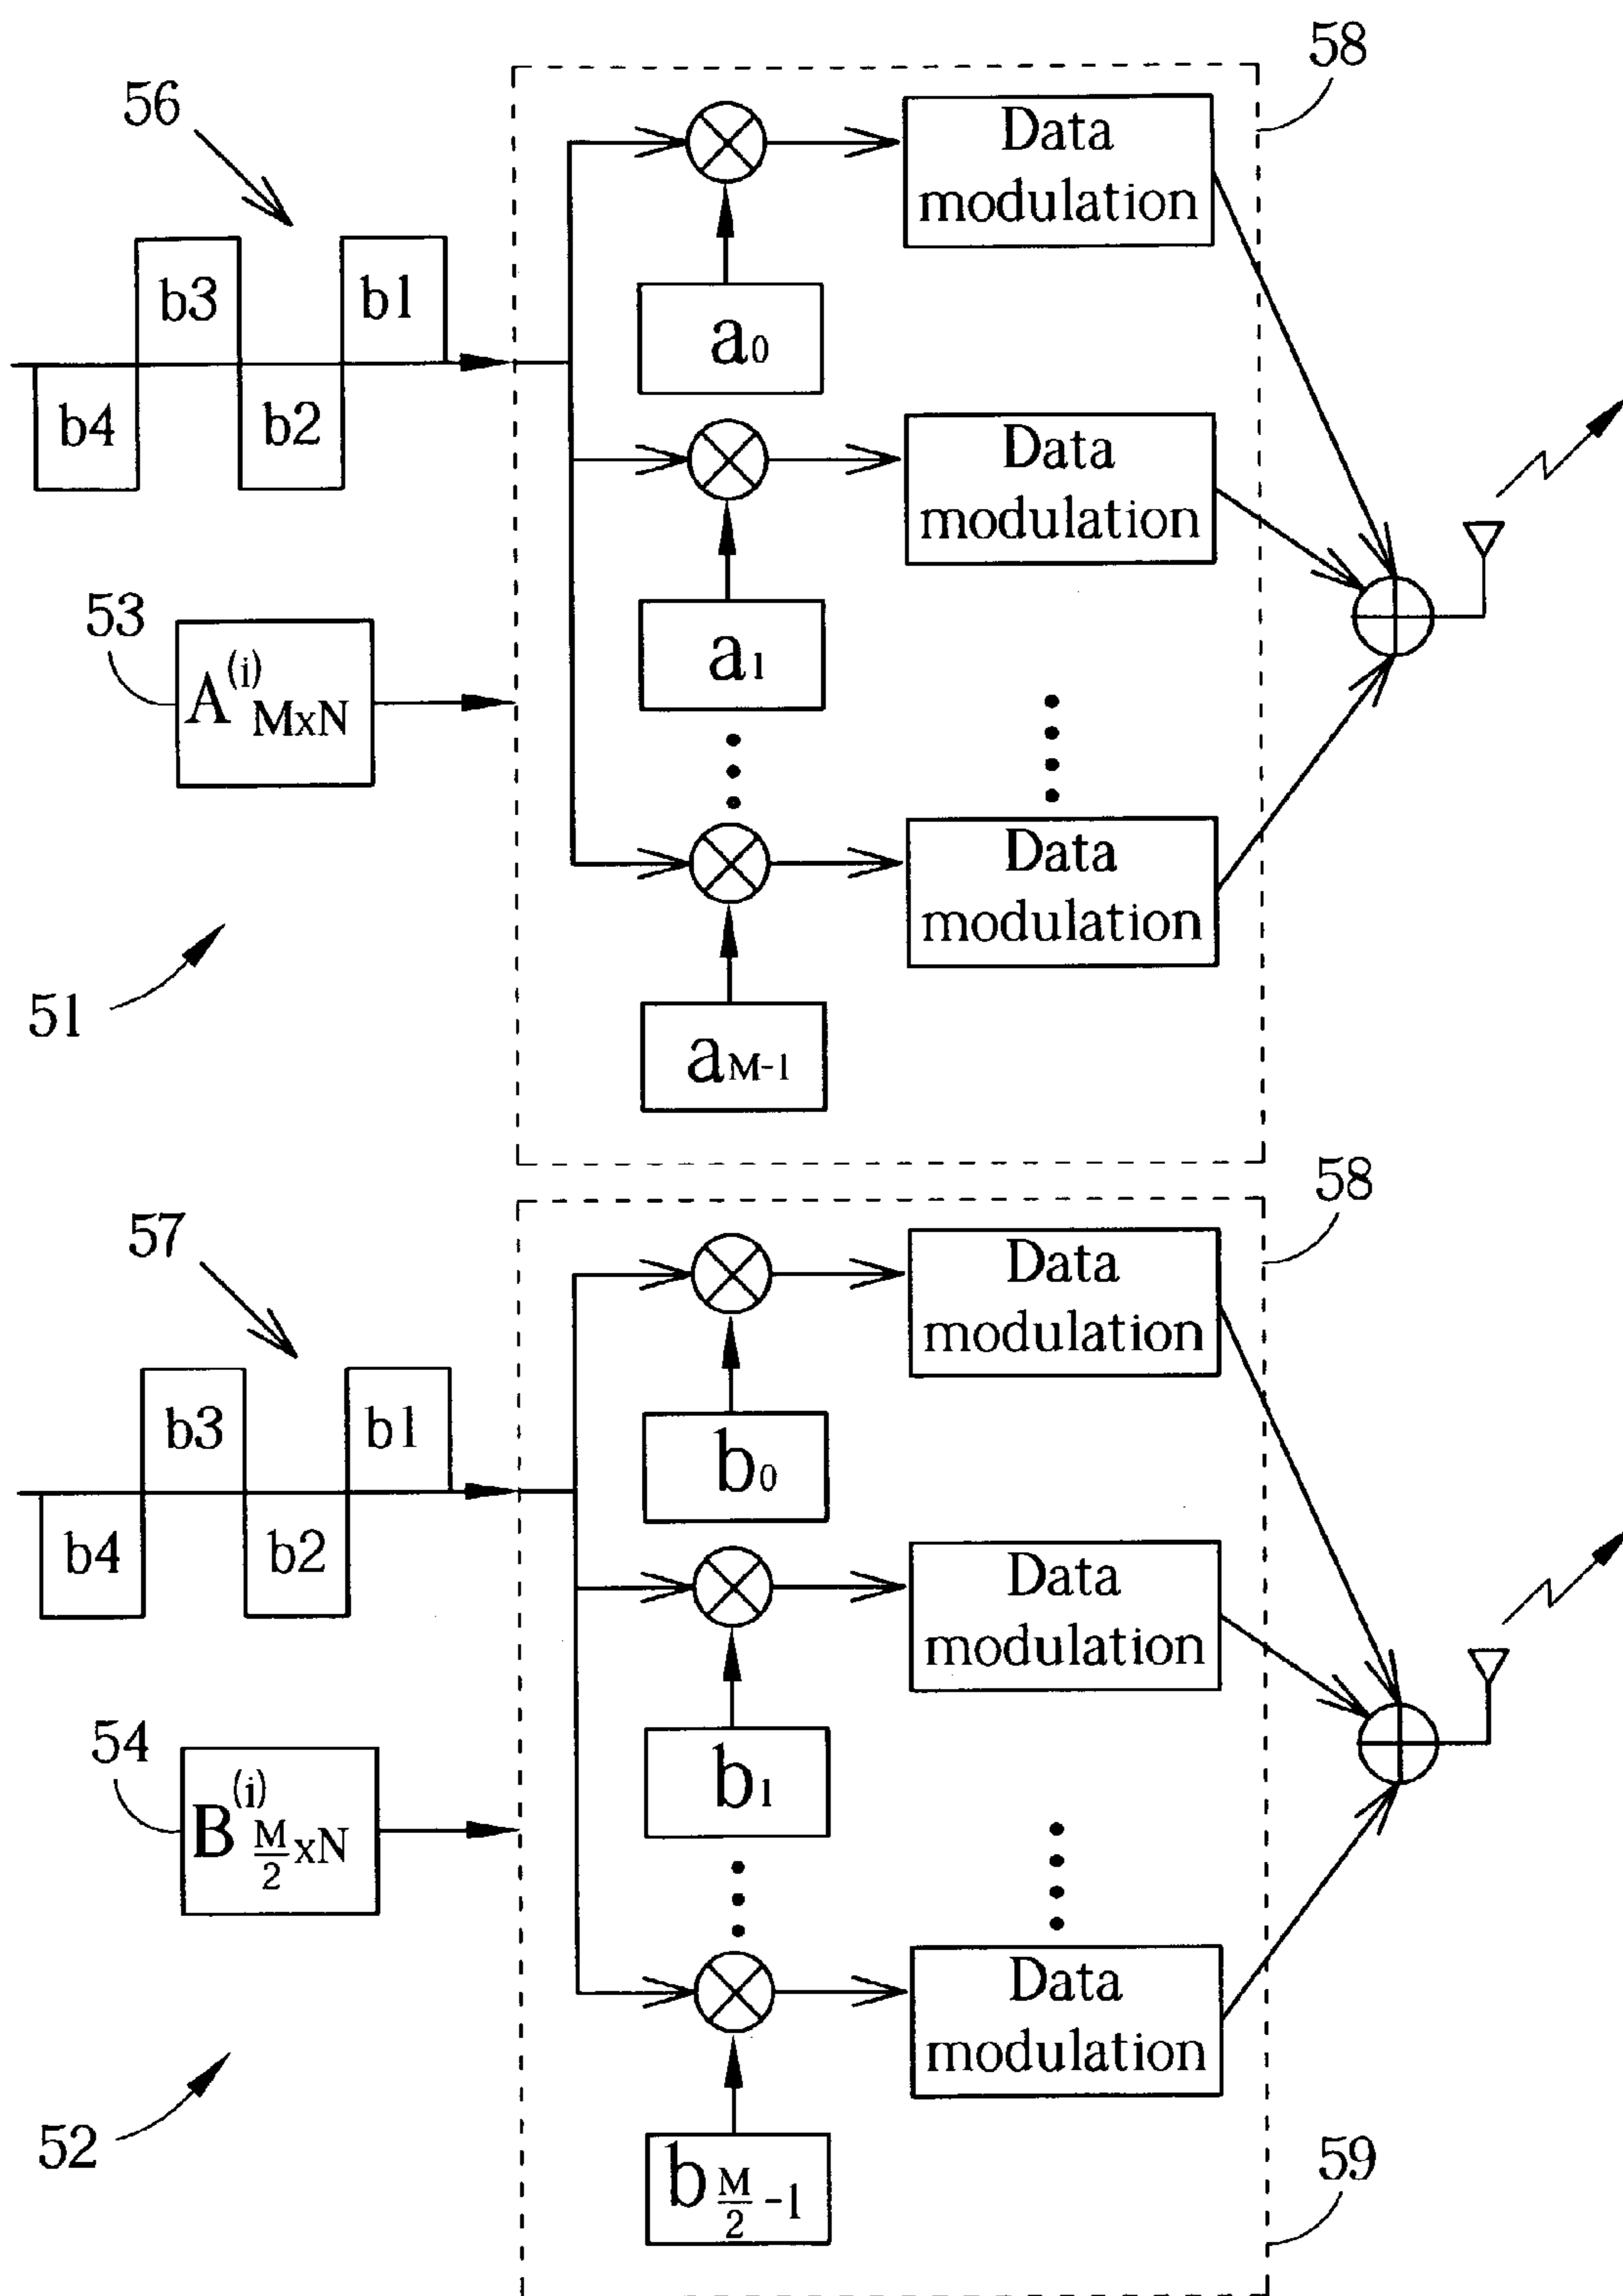 58
56
Data
modulation
b3
b1
a0
b4
b2
Data
modulation
53
A(i)MxN
a1
Data
modulation
51
aM-1
58
57
Data
modulation
b3
b1
b0
b4
b2
Data
modulation
54
B(i)M/2xN
b1
Data
modulation
52
bM/2-1
59